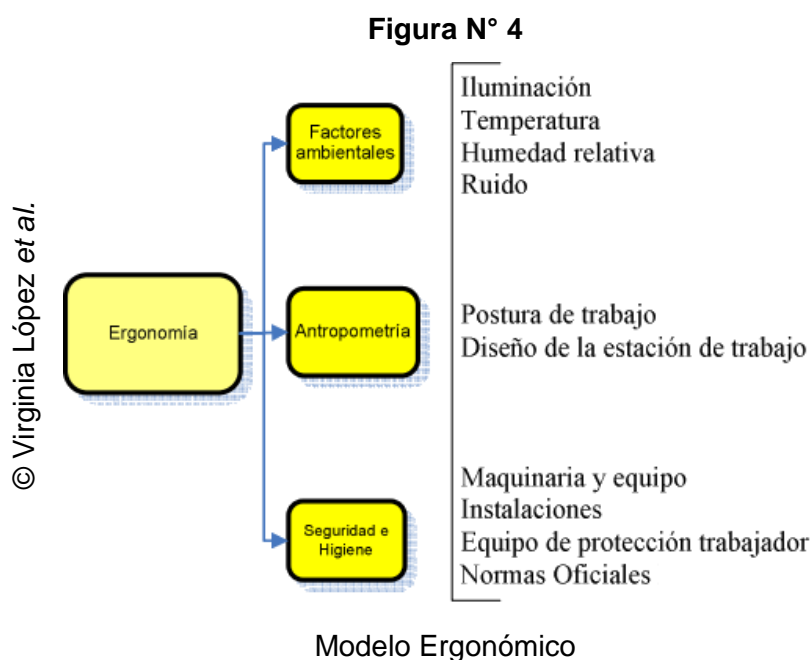 Figura N° 4
© Virginia López et al.
Ergonomía
Factores
ambientales
Iluminación
Temperatura
Humedad relativa
Ruido
Antropometría
Postura de trabajo
Diseño de la estación de trabajo
Seguridad e
Higiene
Maquinaria y equipo
Instalaciones
Equipo de protección trabajador
Normas Oficiales
Modelo Ergonómico